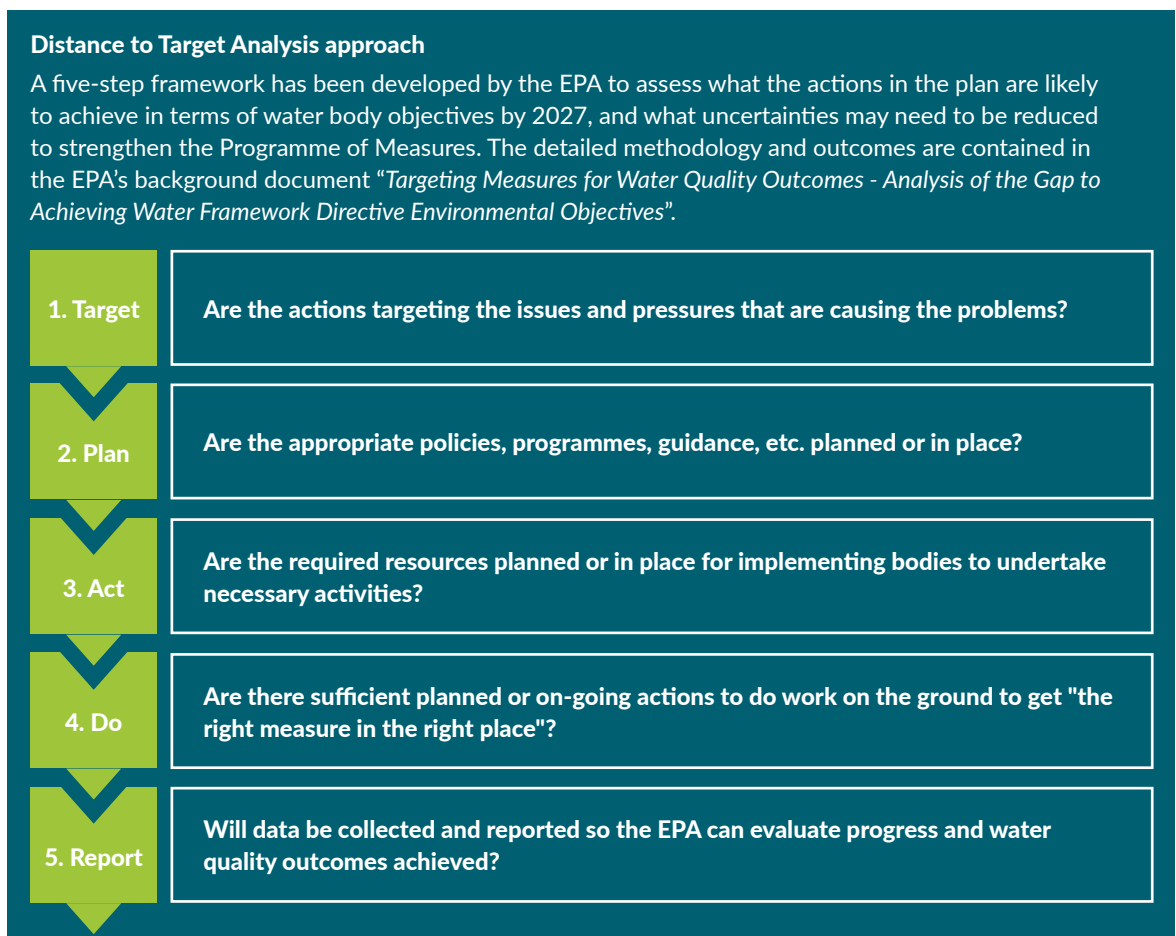 Distance to Target Analysis approach
A five-step framework has been developed by the EPA to assess what the actions in the plan are likely
to achieve in terms of water body objectives by 2027, and what uncertainties may need to be reduced
to strengthen the Programme of Measures. The detailed methodology and outcomes are contained in
the EPA's background document “Targeting Measures for Water Quality Outcomes - Analysis of the Gap to
Achieving Water Framework Directive Environmental Objectives”.
1. Target
Are the actions targeting the issues and pressures that are causing the problems?
2. Plan
Are the appropriate policies, programmes, guidance, etc. planned or in place?
3. Act
Are the required resources planned or in place for implementing bodies to undertake
necessary activities?
4. Do
Are there sufficient planned or on-going actions to do work on the ground to get "the
right measure in the right place"?
5. Report
Will data be collected and reported so the EPA can evaluate progress and water
quality outcomes achieved?